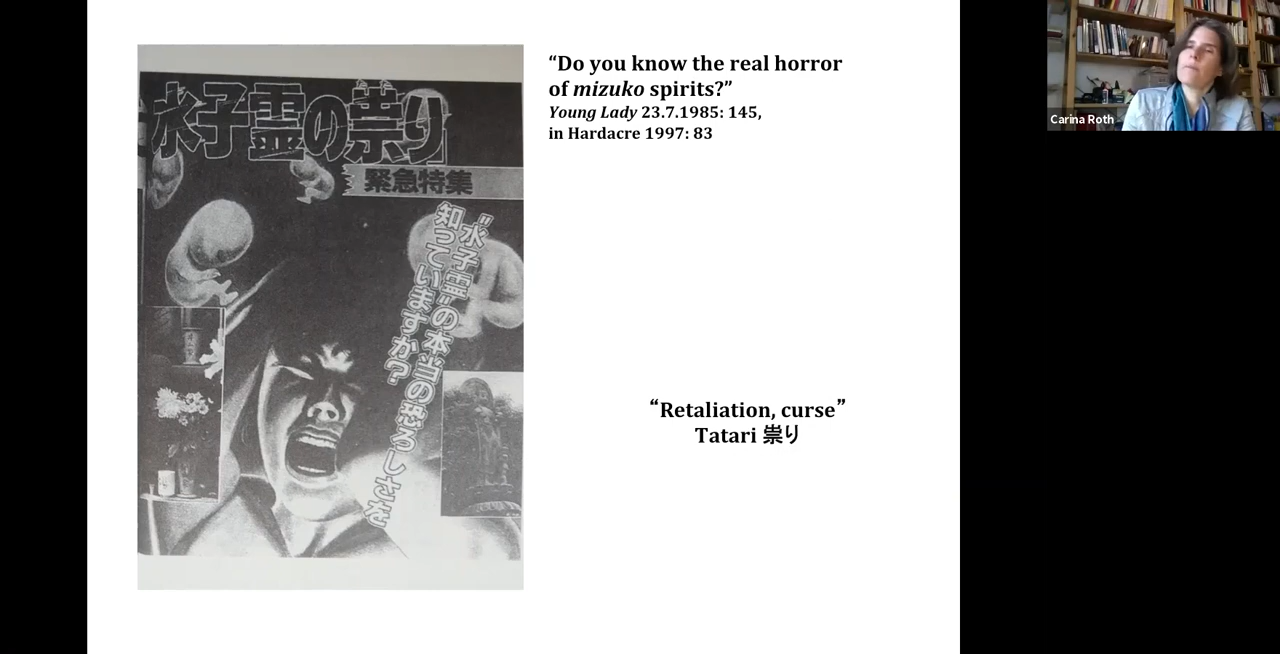 水子霊の祟り
緊急特集
"水子霊"の本当の恐ろしさを
知っていますか?
“Do you know the real horror
of mizuko spirits?”
Young Lady 23.7.1985: 145,
in Hardacre 1997: 83
“Retaliation, curse”
Tatari 祟り
Carina Roth